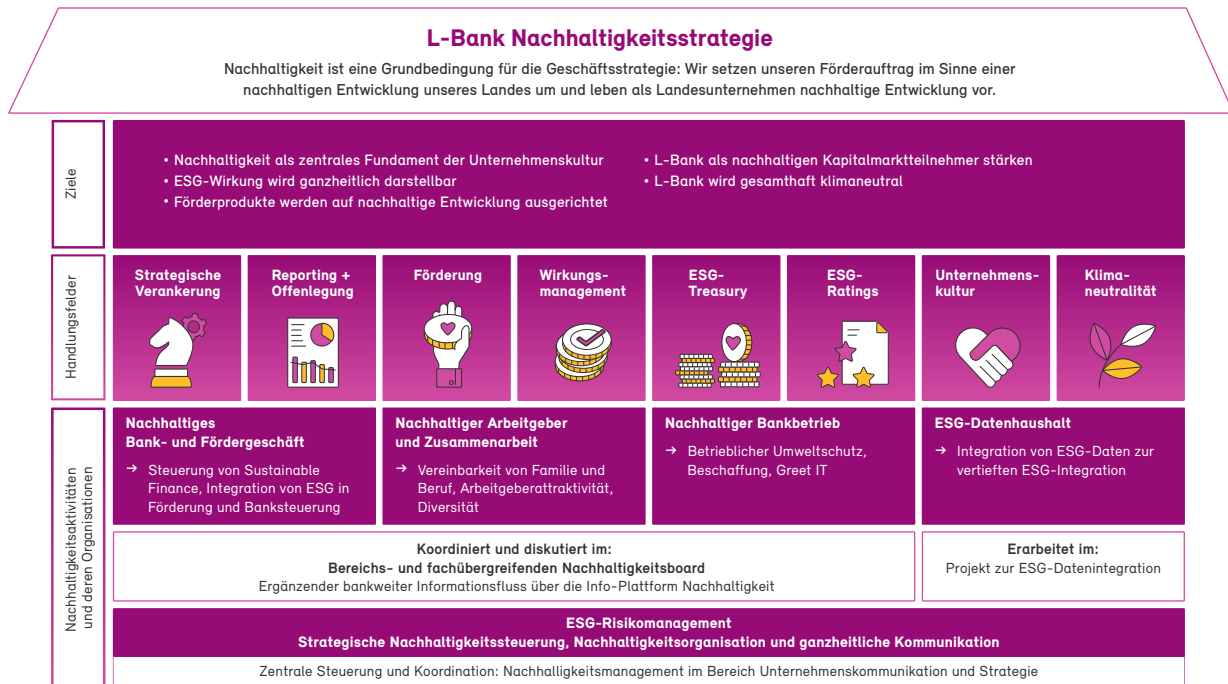 L-Bank Nachhaltigkeitsstrategie
Nachhaltigkeit ist eine Grundbedingung für die Geschäftsstrategie: Wir setzen unseren Förderauftrag im Sinne einer
nachhaltigen Entwicklung unseres Landes um und leben als Landesunternehmen nachhaltige Entwicklung vor.
Ziele
• Nachhaltigkeit als zentrales Fundament der Unternehmenskultur
• ESG-Wirkung wird ganzheitlich darstellbar
• Förderprodukte werden auf nachhaltige Entwicklung ausgerichtet
• L-Bank als nachhaltigen Kapitalmarktteilnehmer stärken
• L-Bank wird gesamthaft klimaneutral
Handlungsfelder
Strategische
Verankerung
Reporting +
Offenlegung
Förderung
Wirkungs-
management
ESG-
Treasury
ESG-
Ratings
Unternehmens-
kultur
Klima-
neutralität
Nachhaltigkeitsaktivitäten
und deren Organisationen
Nachhaltiges
Bank- und Fördergeschäft
→ Steuerung von Sustainable
Finance, Integration von ESG in
Förderung und Banksteuerung
Nachhaltiger Arbeitgeber
und Zusammenarbeit
→ Vereinbarkeit von Familie und
Beruf, Arbeitgeberattraktivität,
Diversität
Nachhaltiger Bankbetrieb
→ Betrieblicher Umweltschutz,
Beschaffung, Greet IT
ESG-Datenhaushalt
→ Integration von ESG-Daten zur
vertieften ESG-Integration
Koordiniert und diskutiert im:
Bereichs- und fachübergreifenden Nachhaltigkeitsboard
Ergänzender bankweiter Informationsfluss über die Info-Plattform Nachhaltigkeit
Erarbeitet im:
Projekt zur ESG-Datenintegration
ESG-Risikomanagement
Strategische Nachhaltigkeitssteuerung, Nachhaltigkeitsorganisation und ganzheitliche Kommunikation
Zentrale Steuerung und Koordination: Nachhalligkeitsmanagement im Bereich Unternehmenskommunikation und Strategie